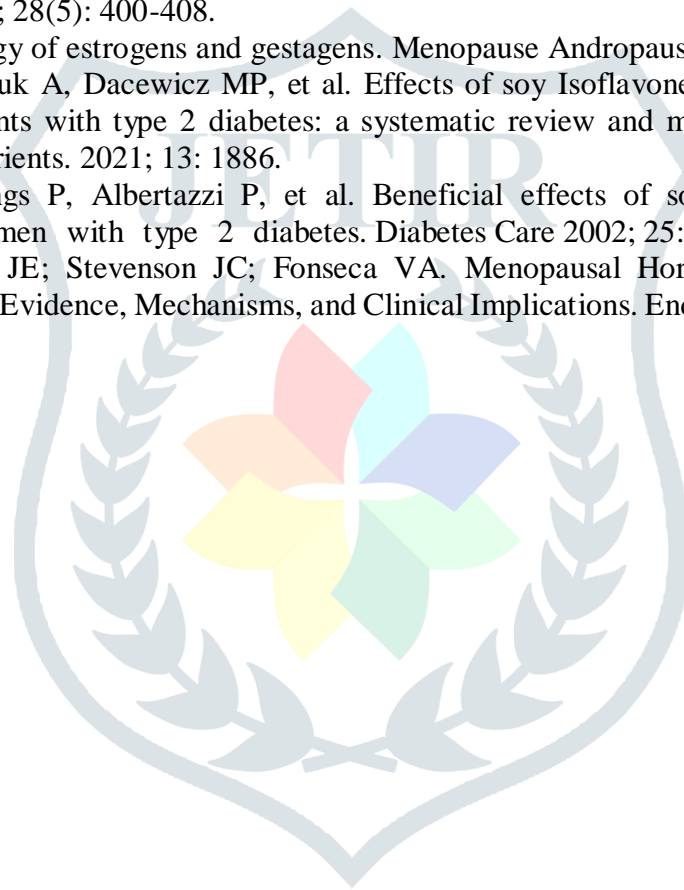 ; 28(5): 400-408.
gy of estrogens and gestagens. Menopause Andropaus
uk A, Dacewicz MP, et al. Effects of soy Isoflavone
nts with type 2 diabetes: a systematic review and m
rients. 2021; 13: 1886.
ngs P, Albertazzi P, et al. Beneficial effects of so
men with type 2 diabetes. Diabetes Care 2002; 25:
JE; Stevenson JC; Fonseca VA. Menopausal Hor
Evidence, Mechanisms, and Clinical Implications. End
JETIR